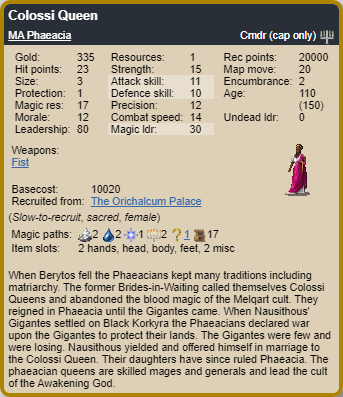 Colossi Queen
MA Phaeacia Cmdr (cap only)
Gold: 335 Resources: 1 Rec points: 20000
Hit points: 23 Strength: 15 Map move: 20
Size: 3 Attack skill: 11 Encumbrance: 2
Protection: 1 Defence skill: 10 Age: 110
Magic res: 17 Precision: 12 (150)
Morale: 12 Combat speed: 14 Undead ldr: 0
Leadership: 80 Magic ldr: 30
Weapons:
Fist
Basecost: 10020
Recruited from: The Orichalcum Palace
(Slow-to-recruit, sacred, female)
Magic paths: 2 2 1 2 ?1 17
Item slots: 2 hands, head, body, feet, 2 misc
When Berytos fell the Phaeacians kept many traditions including
matriarchy. The former Brides-in-Waiting called themselves Colossi
Queens and abandoned the blood magic of the Melqart cult. They
reigned in Phaeacia until the Gigantes came. When Nausithous'
Gigantes settled on Black Korkyra the Phaeacians declared war
upon the Gigantes to protect their lands. The Gigantes were few and
were losing. Nausithous yielded and offered himself in marriage to
the Colossi Queen. Their daughters have since ruled Phaeacia. The
phaeacian queens are skilled mages and generals and lead the cult
of the Awakening God.